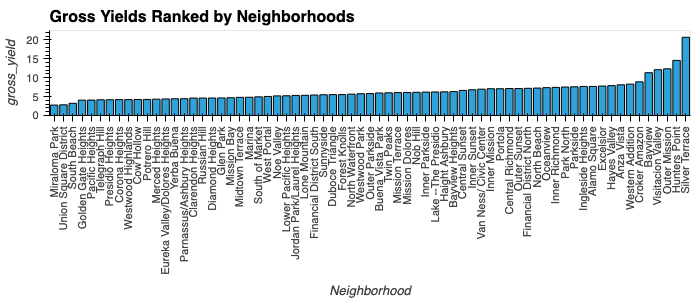 Gross Yields Ranked by Neighborhoods
gross_yield
20
15
10
5
0
Miraloma Park
Union Square District
South Beach
Golden Gate Heights
Pacific Heights
Telegraph Hill
Presidio Heights
Corona Heights
Westwood Highlands
Cow Hollow
Potrero Hill
Merced Heights
Eureka Valley/Dolores Heights
Yerba Buena
Parnassus/Ashbury Heights
Clarendon Heights
Russian Hill
Diamond Heights
Glen Park
Mission Bay
Midtown Terrace
Marina
South of Market
West Portal
Noe Valley
Lower Pacific Heights
Jordan Park/Laurel Heights
Lone Mountain
Financial District South
Sunnyside
Duboce Triangle
Forest Knolls
North Waterfront
Westwood Park
Outer Parkside
Buena Vista Park
Twin Peaks
Mission Terrace
Mission Dolores
Nob Hill
Inner Parkside
Lake --The Presidio
Haight Ashbury
Bayview Heights
Central Sunset
Inner Sunset
Van Ness/ Civic Center
Inner Mission
Portola
Central Richmond
Outer Sunset
Financial District North
North Beach
Oceanview
Inner Richmond
Park North
Parkside
Ingleside Heights
Alamo Square
Excelsior
Hayes Valley
Anza Vista
Western Addition
Croker Amazon
Bayview
Visitacion Valley
Outer Mission
Hunters Point
Silver Terrace
Neighborhood